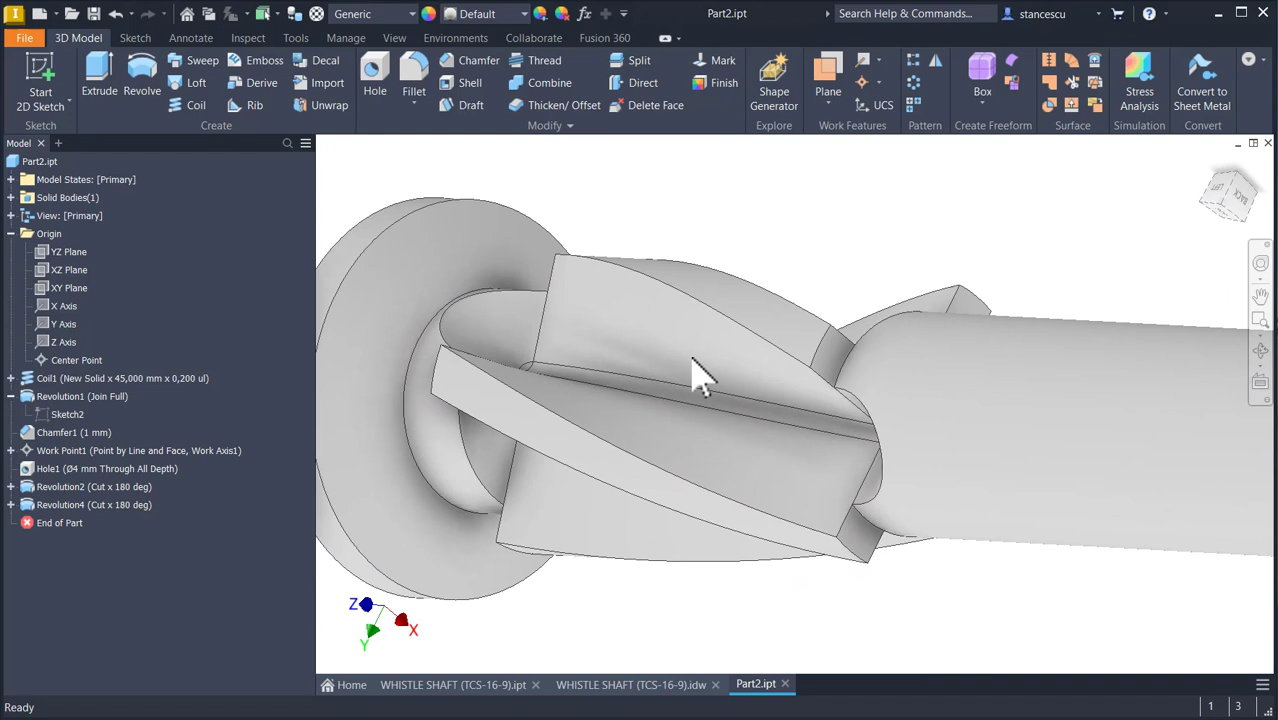 Generic
Default
Part2.ipt
Search Help & Commands...
stancescu
File
3D Model
Sketch
Annotate
Inspect
Tools
Manage
View
Environments
Collaborate
Fusion 360
Start
2D Sketch
Extrude
Revolve
Sweep
Loft
Coil
Emboss
Derive
Rib
Decal
Import
Unwrap
Hole
Fillet
Chamfer
Shell
Draft
Thread
Combine
Thicken/ Offset
Split
Direct
Delete Face
Mark
Finish
Shape
Generator
Plane
UCS
Box
Stress
Analysis
Convert to
Sheet Metal
Sketch
Create
Modify
Explore
Work Features
Pattern
Create Freeform
Surface
Simulation
Convert
Model
Part2.ipt
Model States: [Primary]
Solid Bodies(1)
View: [Primary]
Origin
YZ Plane
XZ Plane
XY Plane
X Axis
Y Axis
Z Axis
Center Point
Coil1 (New Solid x 45,000 mm x 0,200 ul)
Revolution1 (Join Full)
Sketch2
Chamfer1 (1 mm)
Work Point1 (Point by Line and Face, Work Axis1)
Hole1 (Ø4 mm Through All Depth)
Revolution2 (Cut x 180 deg)
Revolution4 (Cut x 180 deg)
End of Part
LEFT
BACK
Z
X
Y
Home
WHISTLE SHAFT (TCS-16-9).ipt
WHISTLE SHAFT (TCS-16-9).idw
Part2.ipt
Ready
1
3